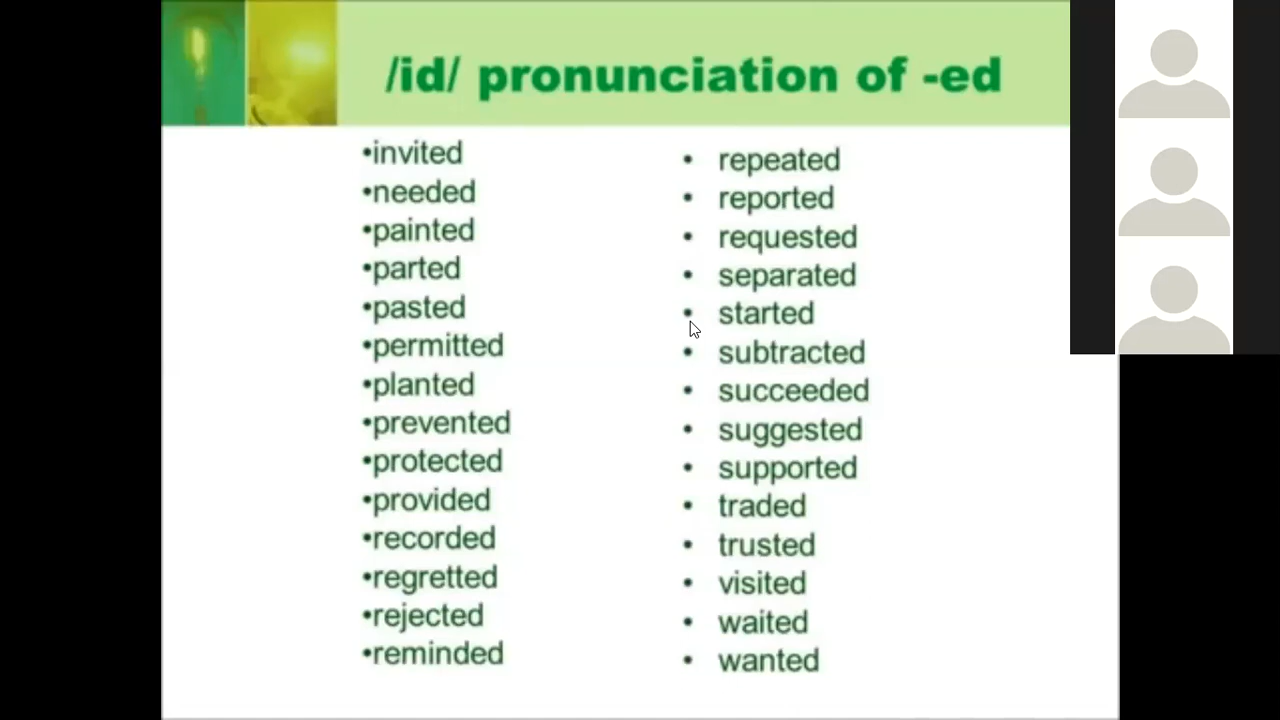 /id/ pronunciation of -ed
•invited
•needed
•painted
•parted
•pasted
•permitted
•planted
•prevented
•protected
•provided
•recorded
•regretted
•rejected
•reminded
• repeated
• reported
• requested
• separated
• started
• subtracted
• succeeded
• suggested
• supported
• traded
• trusted
• visited
• waited
• wanted